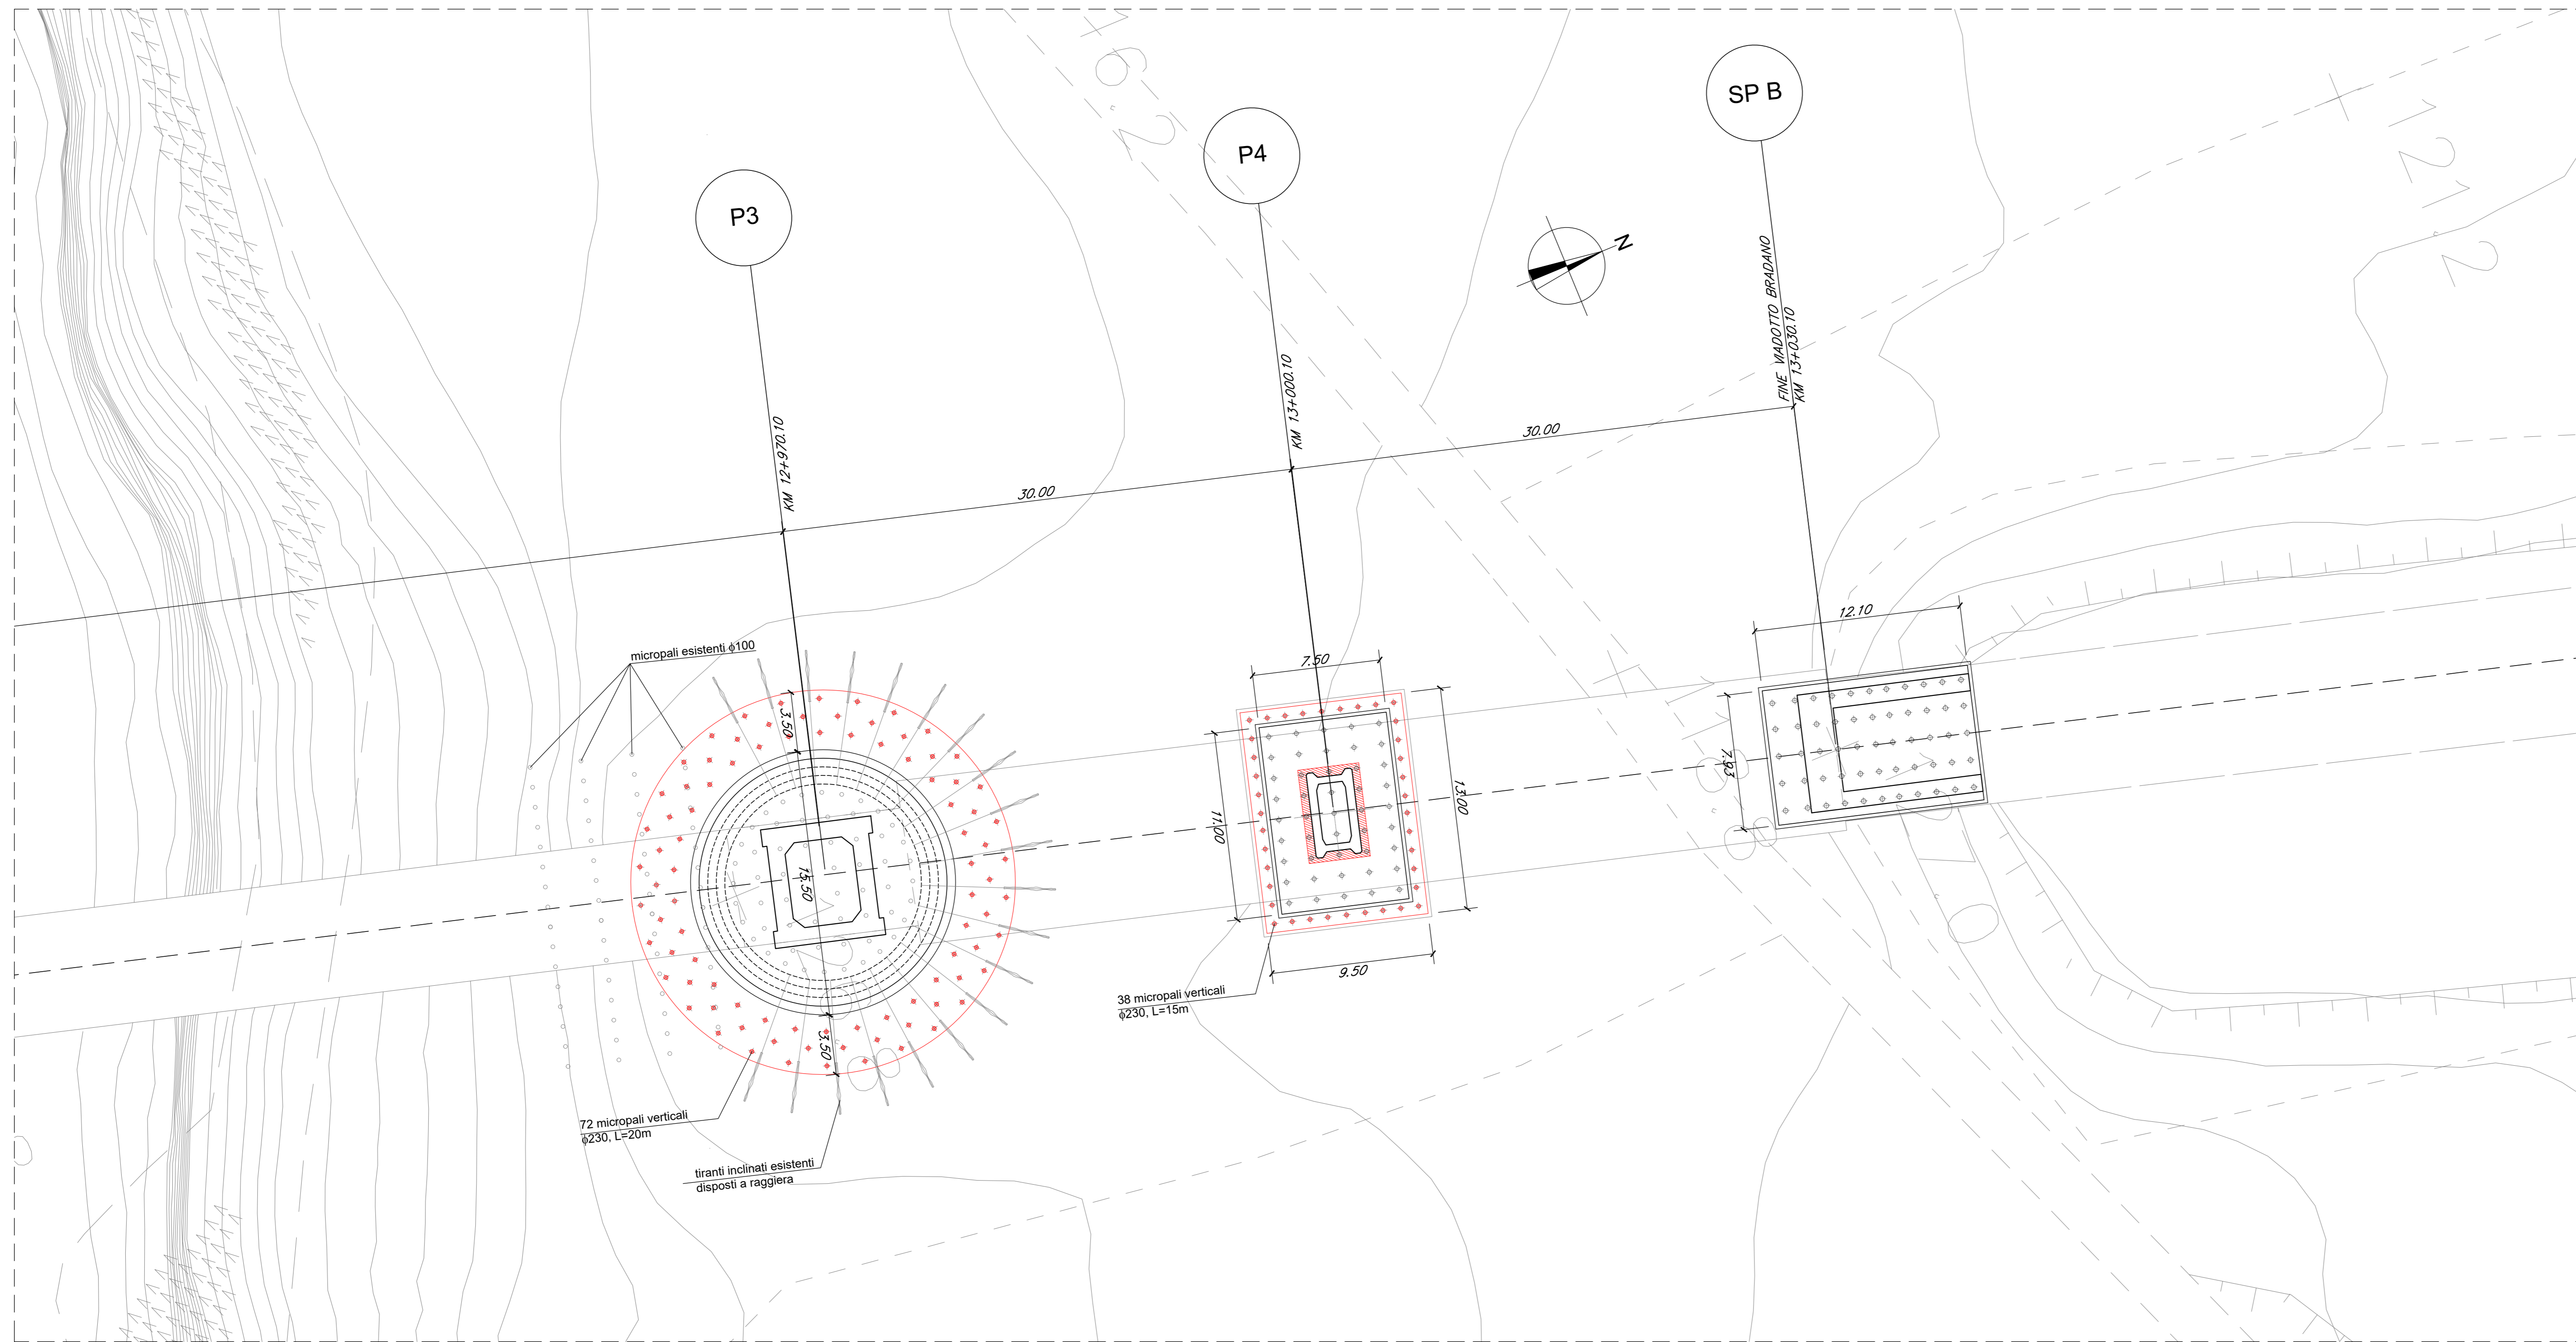 SP B
P4
P3
N
FINE VIADOTTO BRADANO
KM 13+030.10
KM 13+000.10
KM 12+970.10
30.00
30.00
12.10
7.93
micropali esistenti ϕ100
7.50
11.00
13.00
9.50
3.50
15.50
3.50
38 micropali verticali
ϕ230, L=15m
72 micropali verticali
ϕ230, L=20m
tiranti inclinati esistenti
disposti a raggiera